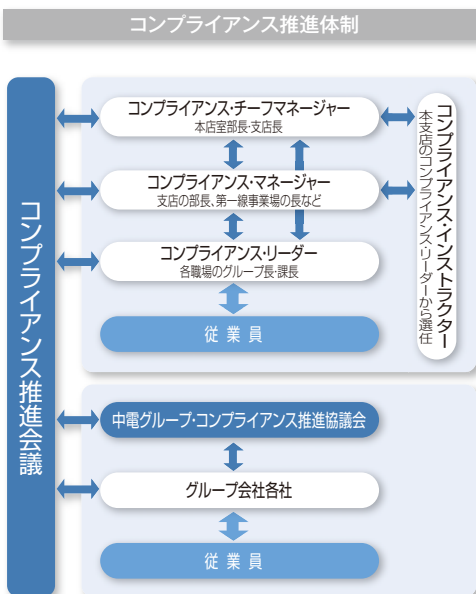 コンプライアンス推進体制
コンプライアンス推進会議
コンプライアンス・チーフマネージャー
本店室部長・支店長
コンプライアンス・マネージャー
支店の部長、第一線事業場の長など
コンプライアンス・リーダー
各職場のグループ長・課長
従業員
コンプライアンス・インストラクター
本支店のコンプライアンス・リーダーから選任
中電グループ・コンプライアンス推進協議会
グループ会社各社
従業員